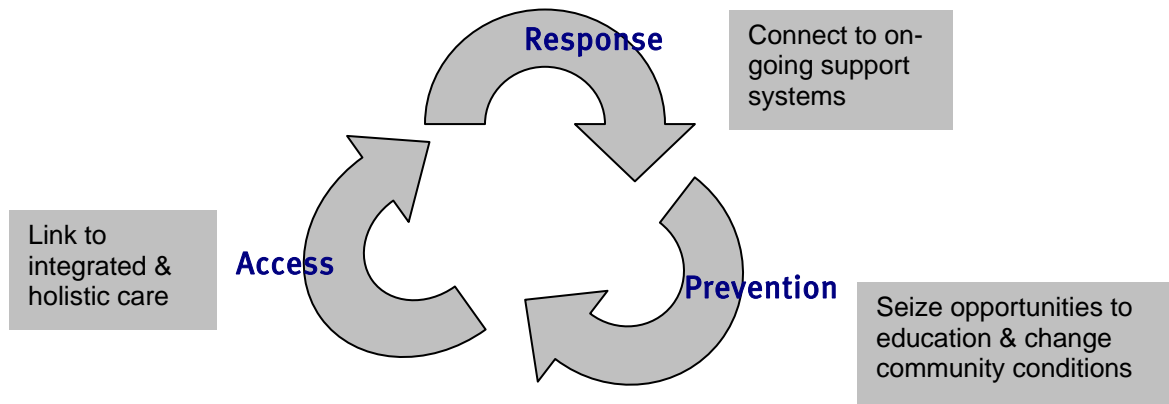 Response
Connect to on-
going support
systems
Link to
integrated &
holistic care
Access
Prevention
Seize opportunities to
education & change
community conditions